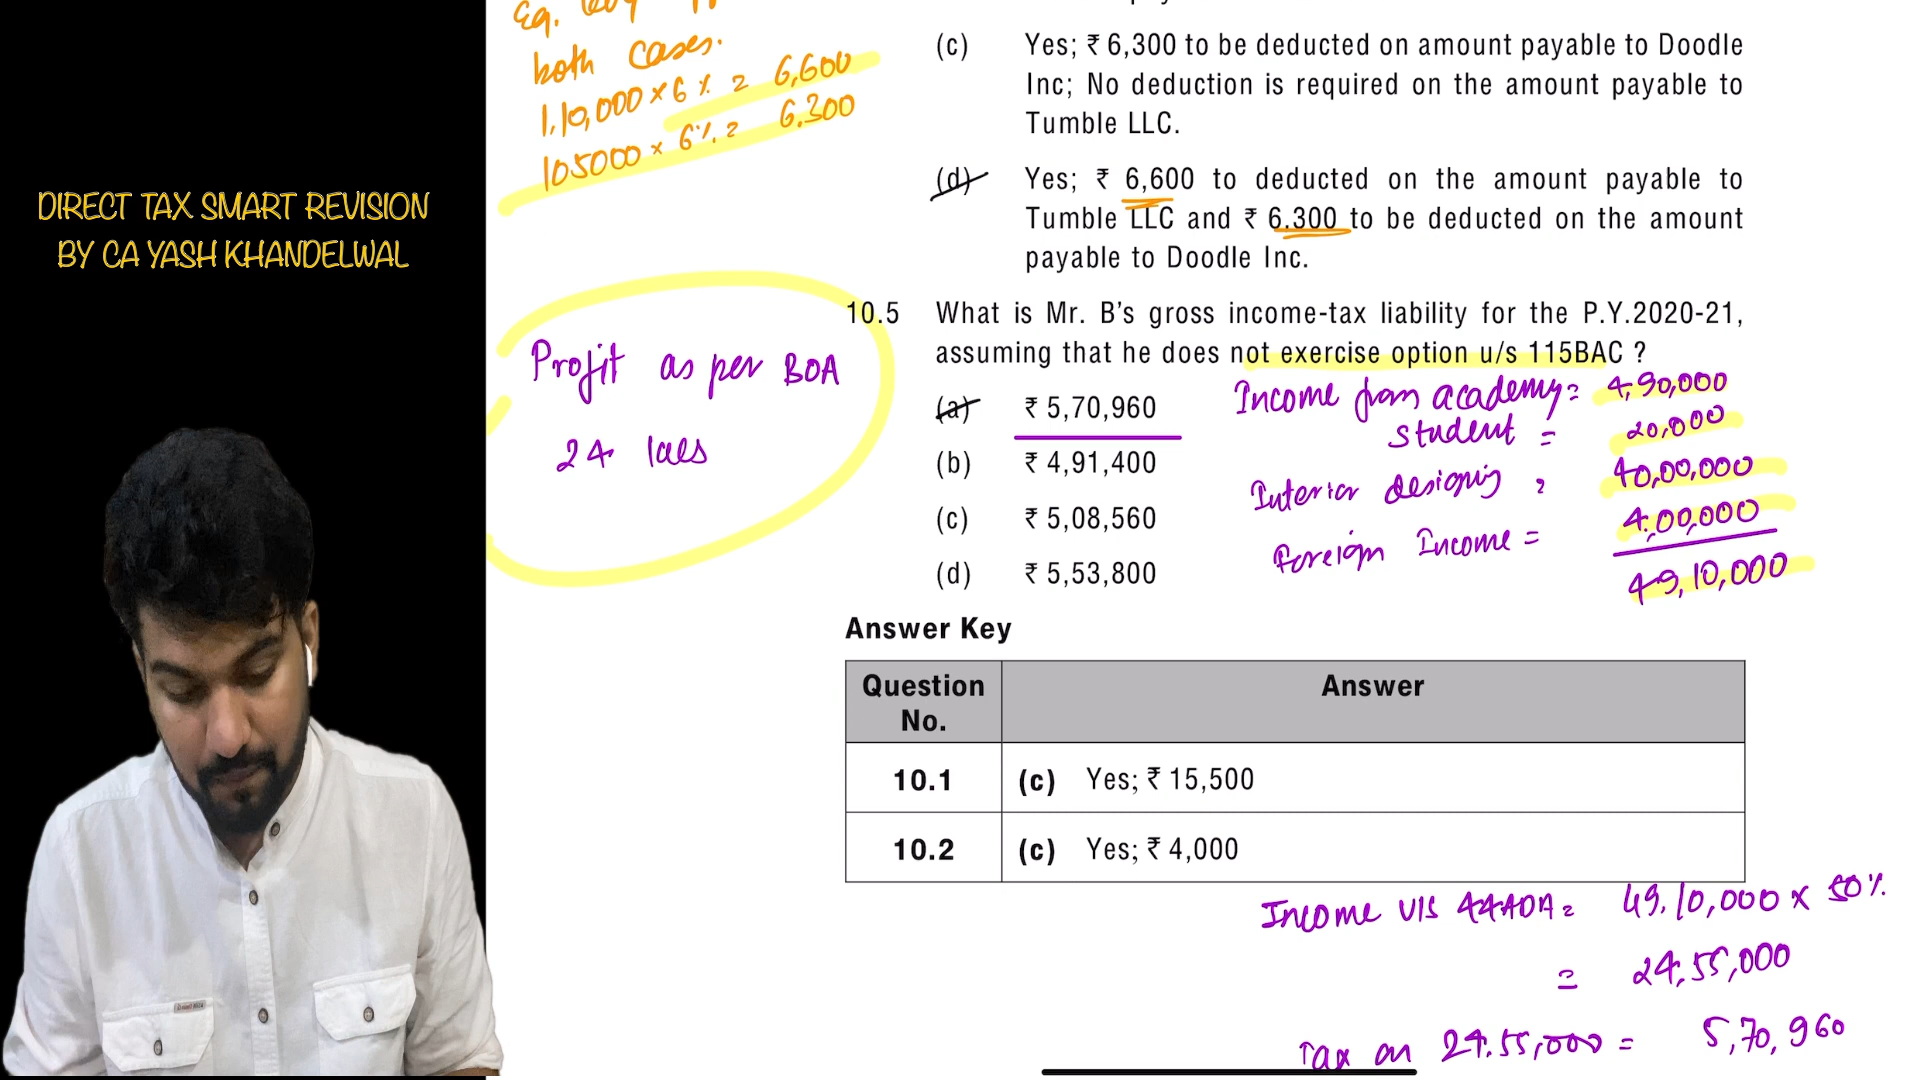 DIRECT TAX SMART REVISION
BY CA YASH KHANDELWAL
Eq.
both cases.
1,10,000 × 6% = 6,600
105000 × 6% = 6.300
(c) Yes; ₹ 6,300 to be deducted on amount payable to Doodle
Inc; No deduction is required on the amount payable to
Tumble LLC.
(d) Yes; ₹ 6,600 to deducted on the amount payable to
Tumble LLC and ₹ 6,300 to be deducted on the amount
payable to Doodle Inc.
10.5 What is Mr. B’s gross income-tax liability for the P.Y.2020-21,
assuming that he does not exercise option u/s 115BAC ?
Profit as per BOA
24 lacs
(a) ₹ 5,70,960
(b) ₹ 4,91,400
(c) ₹ 5,08,560
(d) ₹ 5,53,800
Income from academy = 4,90,000
student = 20,000
Interior designing = 40,00,000
Foreign Income = 4,00,000
49,10,000
Answer Key
Question No. Answer
10.1 (c) Yes; ₹ 15,500
10.2 (c) Yes; ₹ 4,000
Income U/S 44ADA = 49,10,000 × 50%
= 24,55,000
Tax on 24.55,000 = 5,70,960